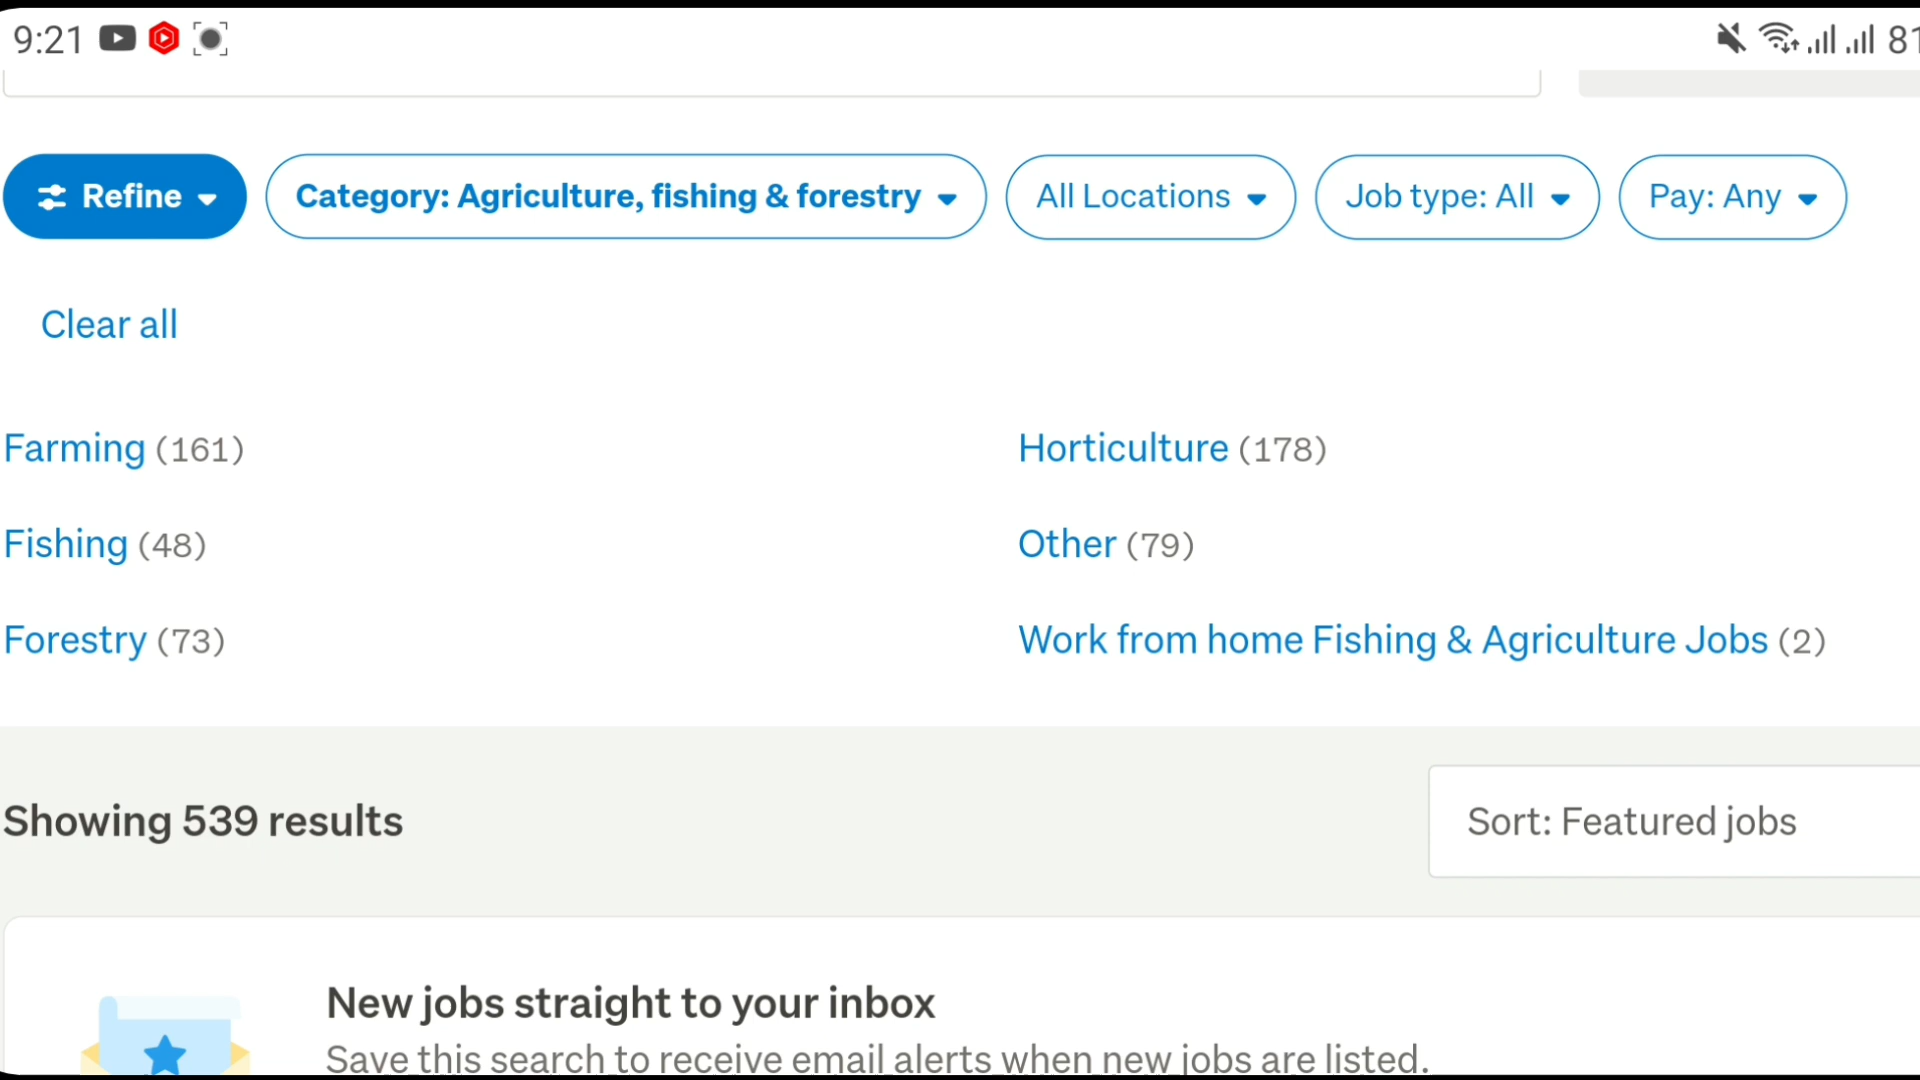 9:21
81
Refine Category: Agriculture, fishing & forestry All Locations Job type: All Pay: Any
Clear all
Farming (161) Horticulture (178)
Fishing (48) Other (79)
Forestry (73) Work from home Fishing & Agriculture Jobs (2)
Showing 539 results Sort: Featured jobs
New jobs straight to your inbox
Save this search to receive email alerts when new jobs are listed.